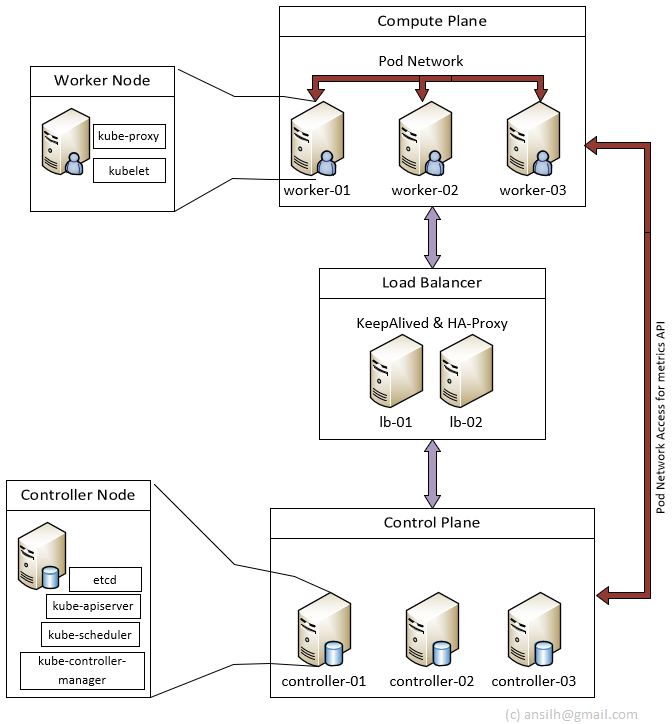 Compute Plane
Pod Network
worker-01
worker-02
worker-03
Worker Node
kube-proxy
kubelet
Load Balancer
KeepAlived & HA-Proxy
lb-01
lb-02
Pod Network Access for metrics API
Controller Node
etcd
kube-apiserver
kube-scheduler
kube-controller-
manager
Control Plane
controller-01
controller-02
controller-03
(c) ansilh@gmail.com